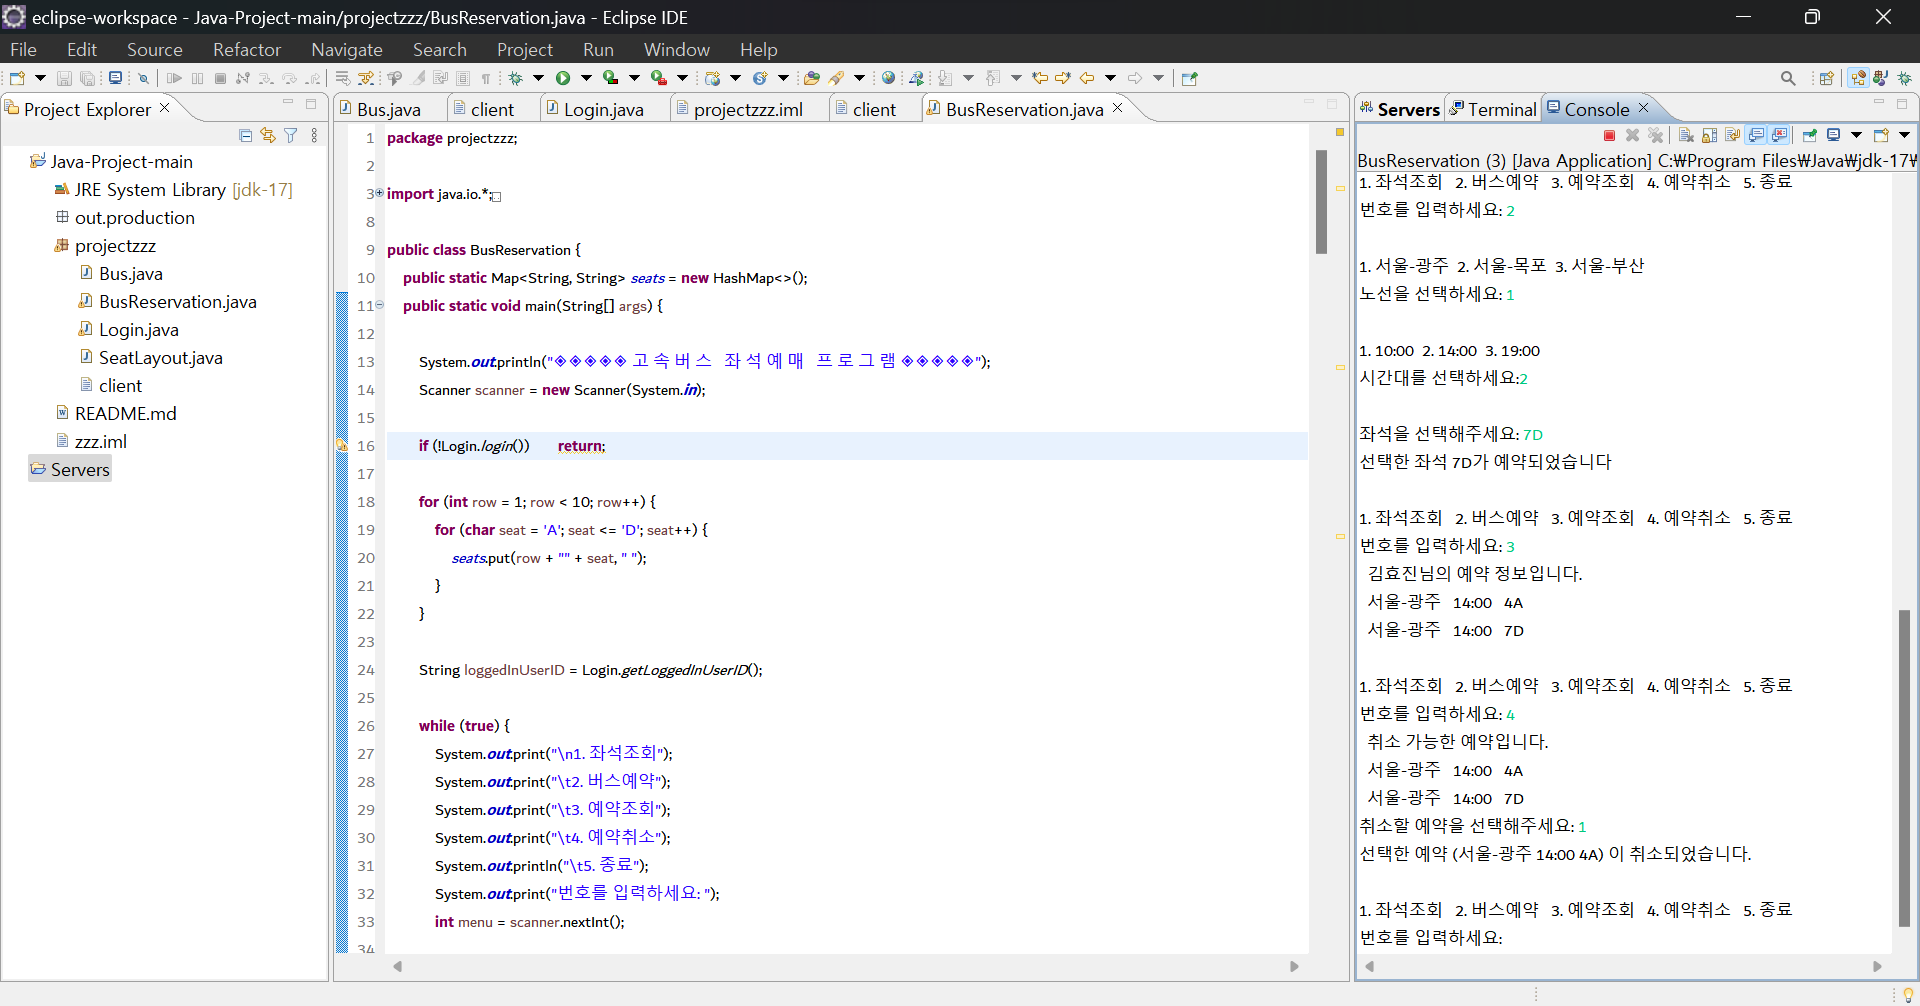 eclipse-workspace - Java-Project-main/projectzzz/BusReservation.java - Eclipse IDE
File Edit Source Refactor Navigate Search Project Run Window Help
Project Explorer
Java-Project-main
JRE System Library [jdk-17]
out.production
projectzzz
Bus.java
BusReservation.java
Login.java
SeatLayout.java
client
README.md
zzz.iml
Servers
Bus.java client Login.java projectzzz.iml client BusReservation.java
1 package projectzzz;
2
3 import java.io.*;
8
9 public class BusReservation {
10 public static Map<String, String> seats = new HashMap<>();
11 public static void main(String[] args) {
12
13 System.out.println("◈◈◈◈◈ 고 속 버 스  좌 석 예 매  프 로 그 램 ◈◈◈◈◈");
14 Scanner scanner = new Scanner(System.in);
15
16 if (!Login.login()) return;
17
18 for (int row = 1; row < 10; row++) {
19 for (char seat = 'A'; seat <= 'D'; seat++) {
20 seats.put(row + "" + seat, " ");
21 }
22 }
23
24 String loggedInUserID = Login.getLoggedInUserID();
25
26 while (true) {
27 System.out.print("\n1. 좌석조회");
28 System.out.print("\t2. 버스예약");
29 System.out.print("\t3. 예약조회");
30 System.out.print("\t4. 예약취소");
31 System.out.println("\t5. 종료");
32 System.out.print("번호를 입력하세요: ");
33 int menu = scanner.nextInt();
34
Servers Terminal Console
BusReservation (3) [Java Application] C:₩Program Files₩Java₩jdk-17₩
1. 좌석조회 2. 버스예약 3. 예약조회 4. 예약취소 5. 종료
번호를 입력하세요: 2
1. 서울-광주 2. 서울-목포 3. 서울-부산
노선을 선택하세요: 1
1. 10:00 2. 14:00 3. 19:00
시간대를 선택하세요:2
좌석을 선택해주세요: 7D
선택한 좌석 7D가 예약되었습니다
1. 좌석조회 2. 버스예약 3. 예약조회 4. 예약취소 5. 종료
번호를 입력하세요: 3
김효진님의 예약 정보입니다.
서울-광주 14:00 4A
서울-광주 14:00 7D
1. 좌석조회 2. 버스예약 3. 예약조회 4. 예약취소 5. 종료
번호를 입력하세요: 4
취소 가능한 예약입니다.
서울-광주 14:00 4A
서울-광주 14:00 7D
취소할 예약을 선택해주세요: 1
선택한 예약 (서울-광주 14:00 4A) 이 취소되었습니다.
1. 좌석조회 2. 버스예약 3. 예약조회 4. 예약취소 5. 종료
번호를 입력하세요: